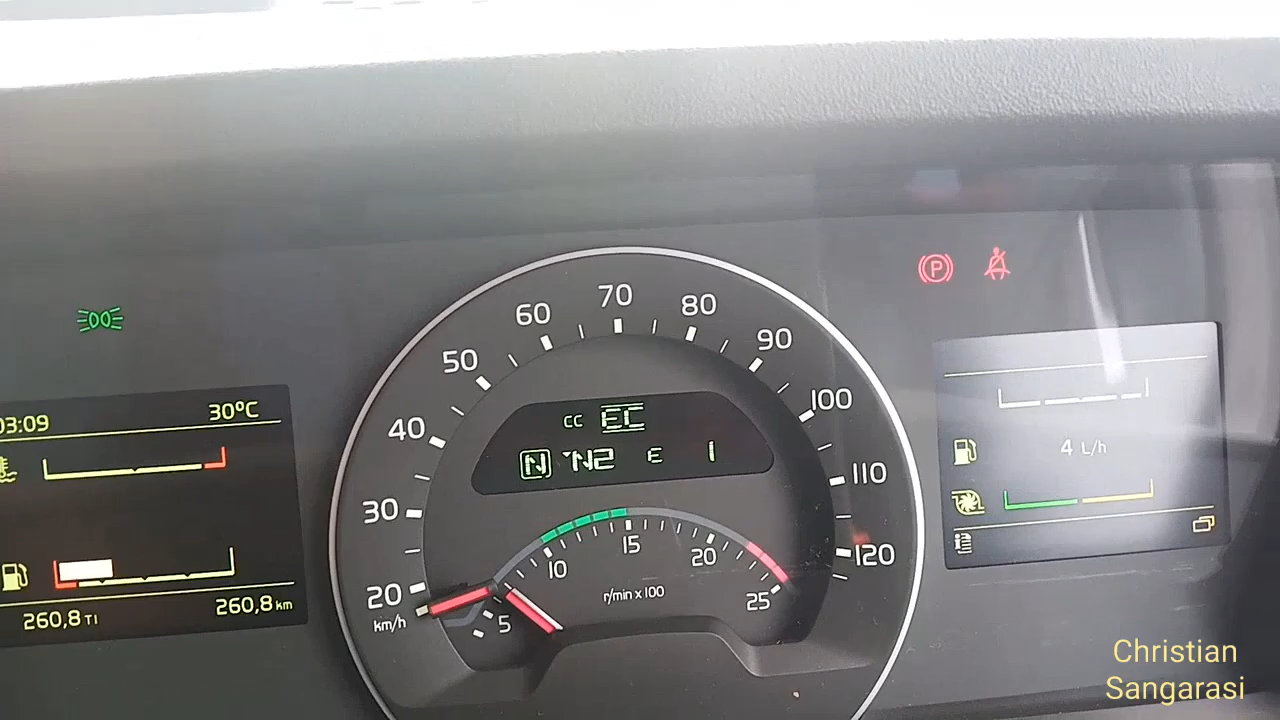 P
03:09 30°C
260,8 TI 260,8 km
20
30
40
50
60
70
80
90
100
110
120
km/h
CC EC
N N2 E 1
5
10
15
20
25
r/min x 100
4 L/h
Christian
Sangarasi